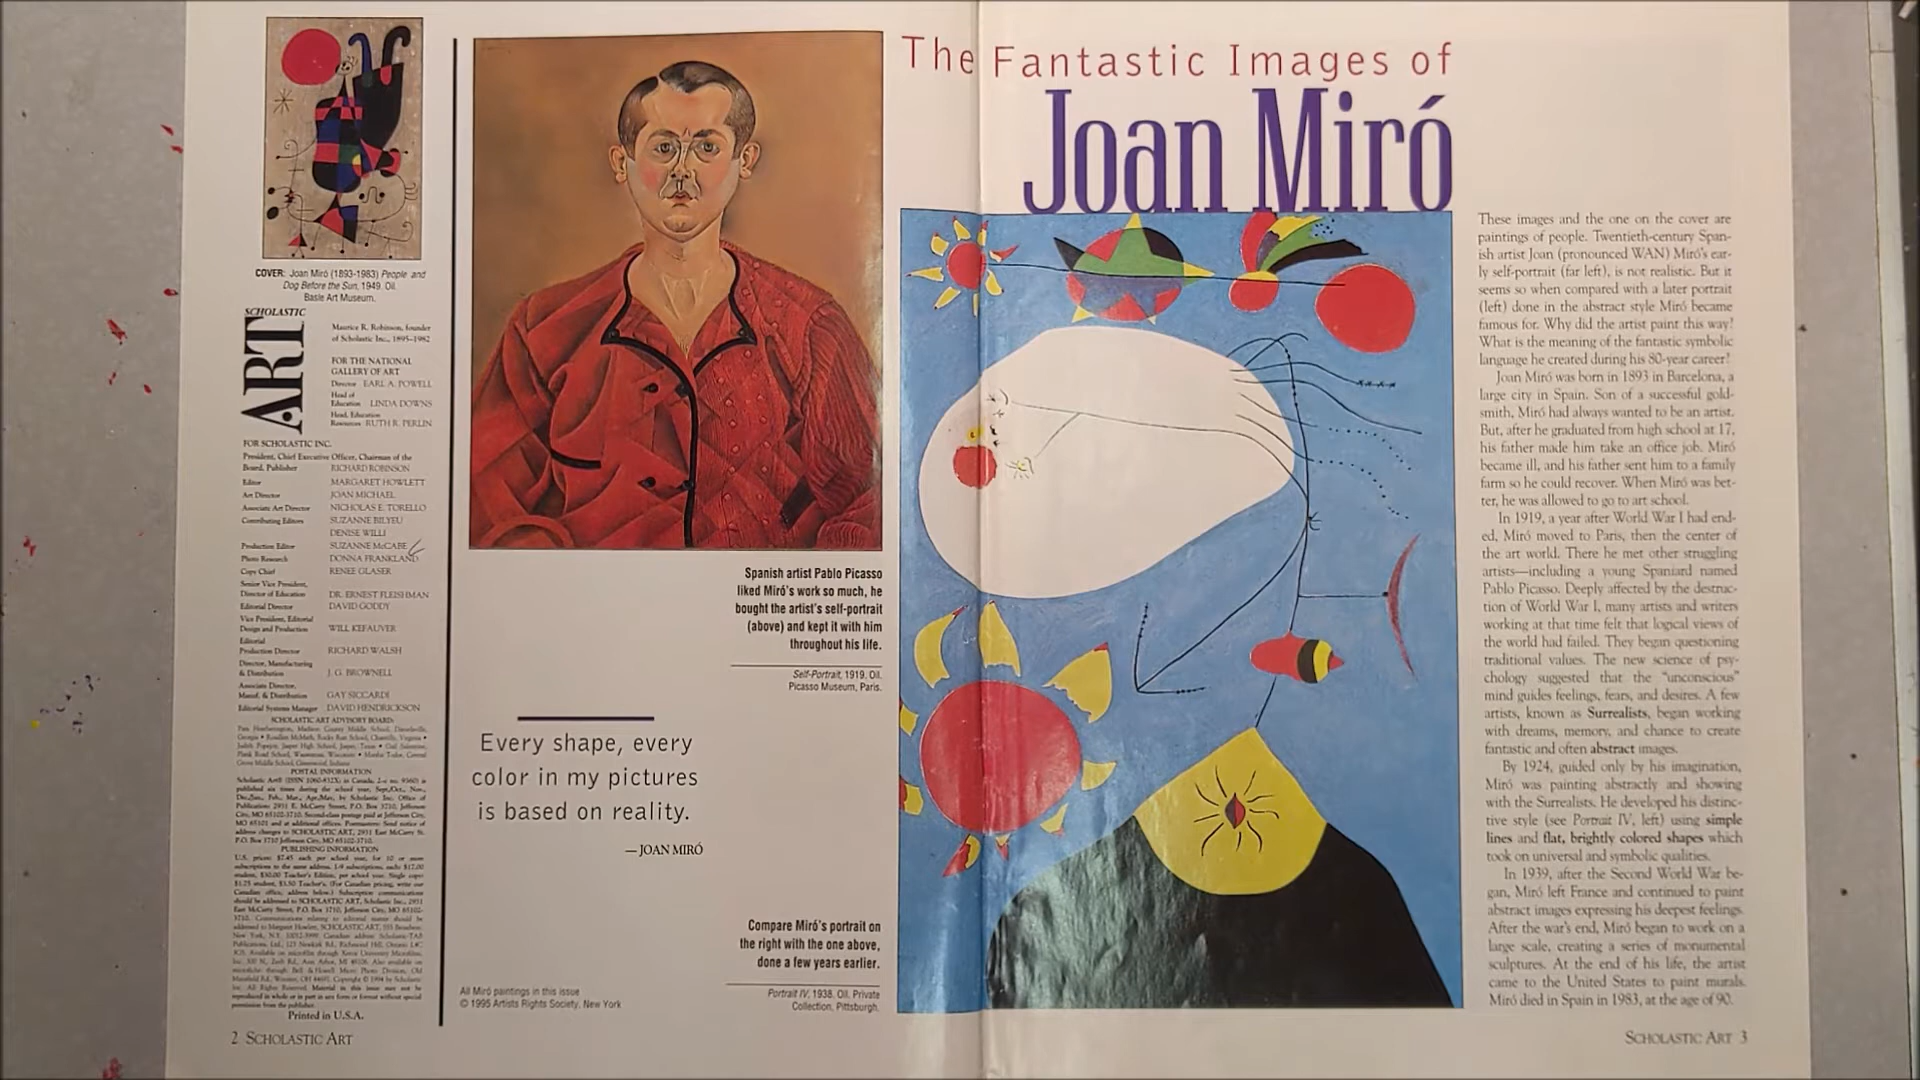 COVER: Joan Miró (1893-1983) People and
Dog Before the Sun, 1949. Oil.
Basle Art Museum.
SCHOLASTIC
ART
Maurice R. Robinson, founder
of Scholastic Inc., 1895-1982
FOR THE NATIONAL
GALLERY OF ART
Director EARL A. POWELL
Head of
Education LINDA DOWNS
Head, Education
Resources RUTH R. PERLIN
FOR SCHOLASTIC INC.
President, Chief Executive Officer, Chairman of the
Board, Publisher RICHARD ROBINSON
Editor MARGARET HOWLETT
Art Director JOAN MICHAEL
Associate Art Director NICHOLAS E. TORELLO
Contributing Editors SUZANNE BILYEU
DENISE WILLI
Production Editor SUZANNE McCABE
Photo Research DONNA FRANKLAND
Copy Chief RENEE GLASER
Senior Vice President,
Director of Education DR. ERNEST FLEISHMAN
Editorial Director DAVID GODDY
Vice President, Editorial
Design and Production WILL KEFAUVER
Editorial
Production Director RICHARD WALSH
Director, Manufacturing
& Distribution J. G. BROWNELL
Associate Director,
Manuf. & Distribution GAY SICCARDI
Editorial Systems Manager DAVID HENDRICKSON
SCHOLASTIC ART ADVISORY BOARD:
POSTAL INFORMATION
PUBLISHING INFORMATION
Printed in U.S.A.
2 SCHOLASTIC ART
Spanish artist Pablo Picasso
liked Miró's work so much, he
bought the artist's self-portrait
(above) and kept it with him
throughout his life.
Self-Portrait, 1919. Oil.
Picasso Museum, Paris.
Every shape, every
color in my pictures
is based on reality.
—JOAN MIRÓ
Compare Miró's portrait on
the right with the one above,
done a few years earlier.
Portrait IV, 1938. Oil. Private
Collection, Pittsburgh.
All Miró paintings in this issue
© 1995 Artists Rights Society, New York
The Fantastic Images of
Joan Miró
These images and the one on the cover are
paintings of people. Twentieth-century Span-
ish artist Joan (pronounced WAN) Miró's ear-
ly self-portrait (far left), is not realistic. But it
seems so when compared with a later portrait
(left) done in the abstract style Miró became
famous for. Why did the artist paint this way?
What is the meaning of the fantastic symbolic
language he created during his 80-year career?
Joan Miró was born in 1893 in Barcelona, a
large city in Spain. Son of a successful gold-
smith, Miró had always wanted to be an artist.
But, after he graduated from high school at 17,
his father made him take an office job. Miró
became ill, and his father sent him to a family
farm so he could recover. When Miró was bet-
ter, he was allowed to go to art school.
In 1919, a year after World War I had end-
ed, Miró moved to Paris, then the center of
the art world. There he met other struggling
artists—including a young Spaniard named
Pablo Picasso. Deeply affected by the destruc-
tion of World War I, many artists and writers
working at that time felt that logical views of
the world had failed. They began questioning
traditional values. The new science of psy-
chology suggested that the "unconscious"
mind guides feelings, fears, and desires. A few
artists, known as Surrealists, began working
with dreams, memory, and chance to create
fantastic and often abstract images.
By 1924, guided only by his imagination,
Miró was painting abstractly and showing
with the Surrealists. He developed his distinc-
tive style (see Portrait IV, left) using simple
lines and flat, brightly colored shapes which
took on universal and symbolic qualities.
In 1939, after the Second World War be-
gan, Miró left France and continued to paint
abstract images expressing his deepest feelings.
After the war's end, Miró began to work on a
large scale, creating a series of monumental
sculptures. At the end of his life, the artist
came to the United States to paint murals.
Miró died in Spain in 1983, at the age of 90.
SCHOLASTIC ART 3